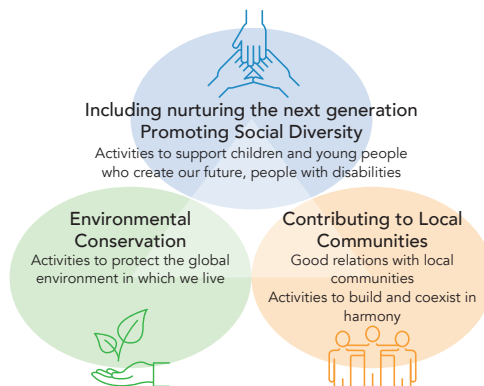 Including nurturing the next generation
Promoting Social Diversity
Activities to support children and young people
who create our future, people with disabilities
Environmental
Conservation
Activities to protect the global
environment in which we live
Contributing to Local
Communities
Good relations with local
communities
Activities to build and coexist in
harmony